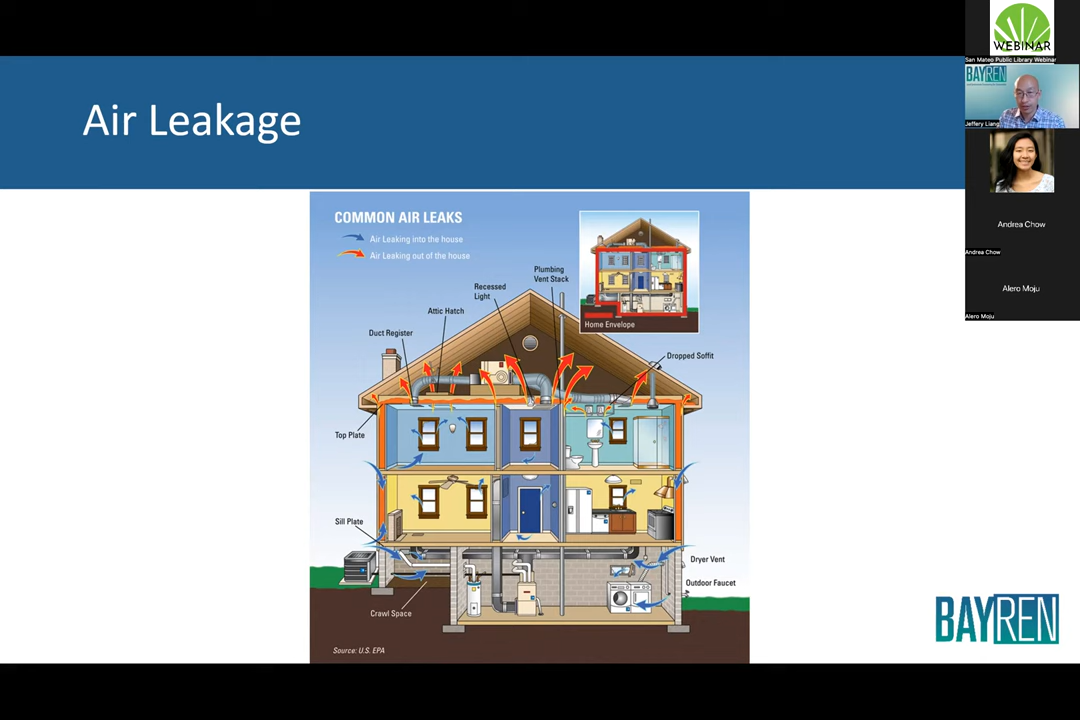 Air Leakage
COMMON AIR LEAKS
Air Leaking into the house
Air Leaking out of the house
Home Envelope
Plumbing
Vent Stack
Recessed
Light
Attic Hatch
Duct Register
Dropped Soffit
Top Plate
Sill Plate
Dryer Vent
Outdoor Faucet
Crawl Space
Source: U.S. EPA
BAYREN
WEBINAR
San Mateo Public Library Webinar
BAYREN
Jeffery Liang
Andrea Chow
Andrea Chow
Alero Moju
Alero Moju